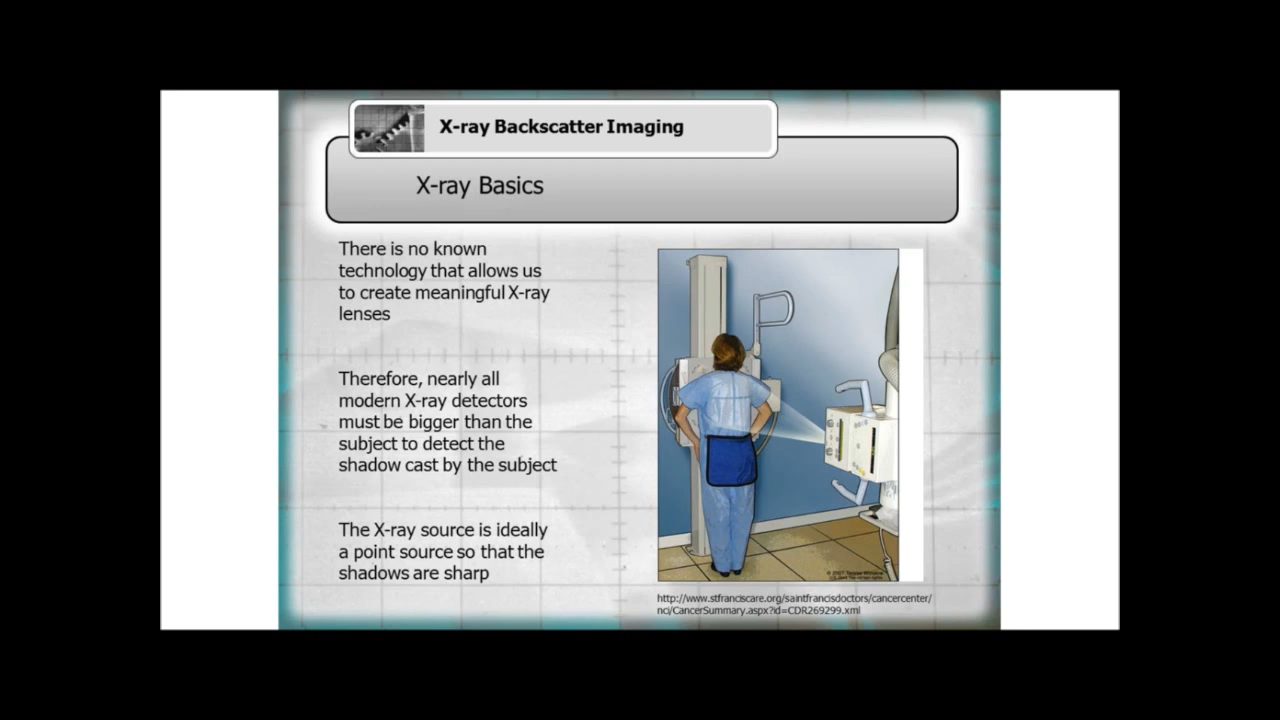 X-ray Backscatter Imaging
X-ray Basics
There is no known
technology that allows us
to create meaningful X-ray
lenses
Therefore, nearly all
modern X-ray detectors
must be bigger than the
subject to detect the
shadow cast by the subject
The X-ray source is ideally
a point source so that the
shadows are sharp
© 2007
http://www.stfranciscare.org/saintfrancisdoctors/cancercenter/
nci/CancerSummary.aspx?id=CDR269299.xml